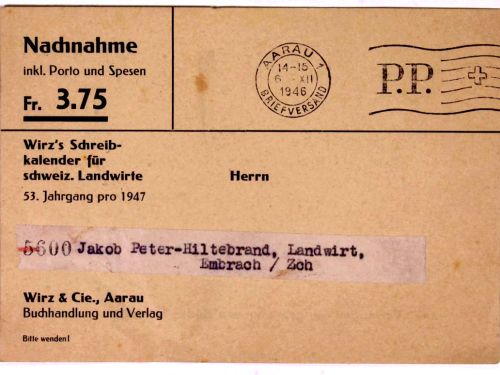 Nachnahme
inkl. Porto und Spesen
Fr. 3.75
AARAU 1
14-15
6. XII
1946
BRIEFVERSAND
P.P.
Wirz's Schreib-
kalender für
schweiz. Landwirte
Herrn
53. Jahrgang pro 1947
5600 Jakob Peter-Hiltebrand, Landwirt,
Embrach / Zch
Wirz & Cie., Aarau
Buchhandlung und Verlag
Bitte wenden!